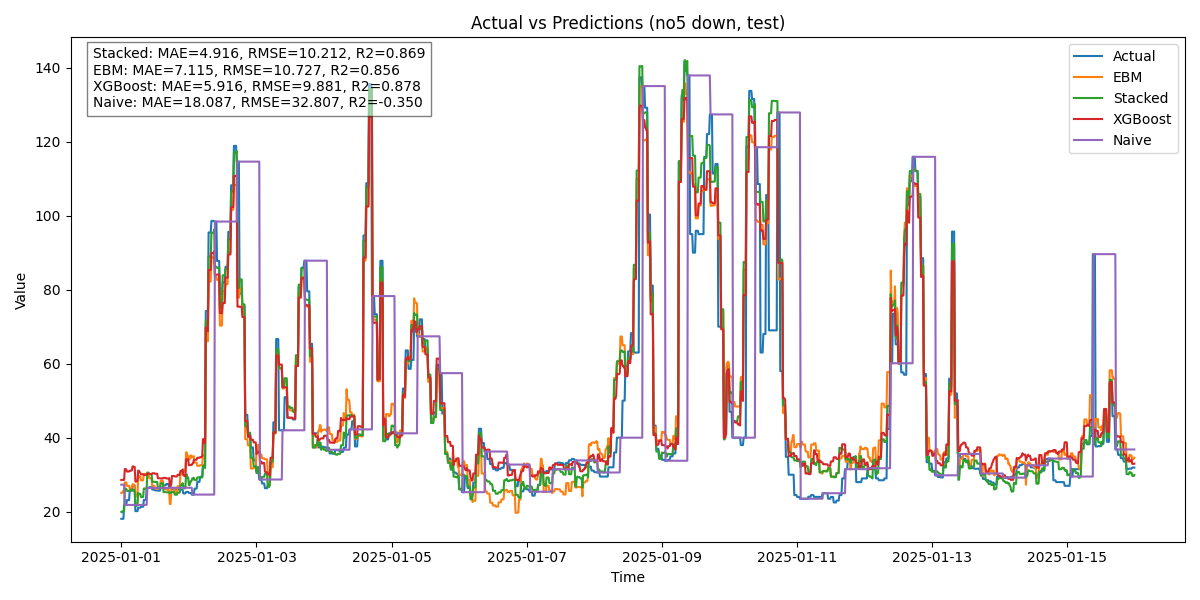 Actual vs Predictions (no5 down, test)
Stacked: MAE=4.916, RMSE=10.212, R2=0.869
EBM: MAE=7.115, RMSE=10.727, R2=0.856
XGBoost: MAE=5.916, RMSE=9.881, R2=0.878
Naive: MAE=18.087, RMSE=32.807, R2=-0.350
Actual
EBM
Stacked
XGBoost
Naive
Value
140
120
100
80
60
40
20
2025-01-01 2025-01-03 2025-01-05 2025-01-07 2025-01-09 2025-01-11 2025-01-13 2025-01-15
Time